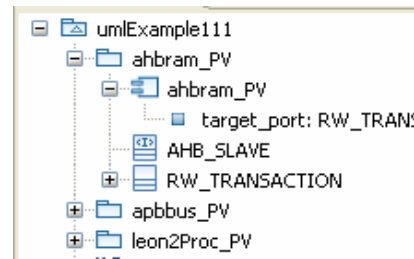 umlExample111
ahbram_PV
ahbram_PV
target_port: RW_TRANS
<I>
AHB_SLAVE
RW_TRANSACTION
apbbus_PV
leon2Proc_PV